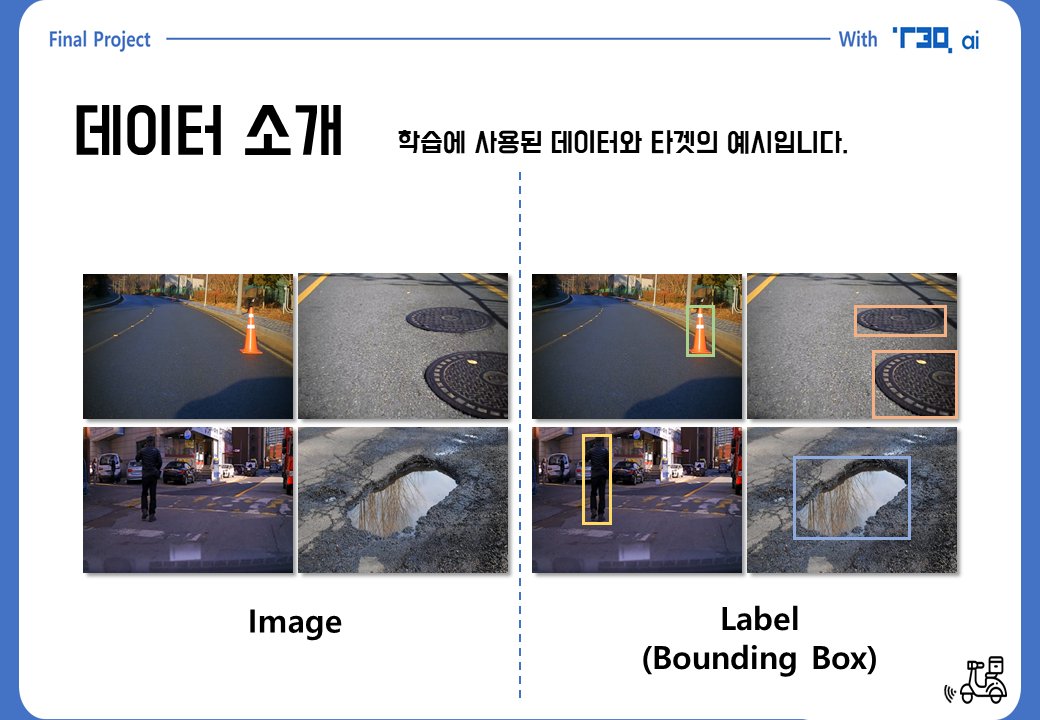 Final Project
With T3Q. ai
데이터 소개
학습에 사용된 데이터와 타겟의 예시입니다.
Image
Label
(Bounding Box)